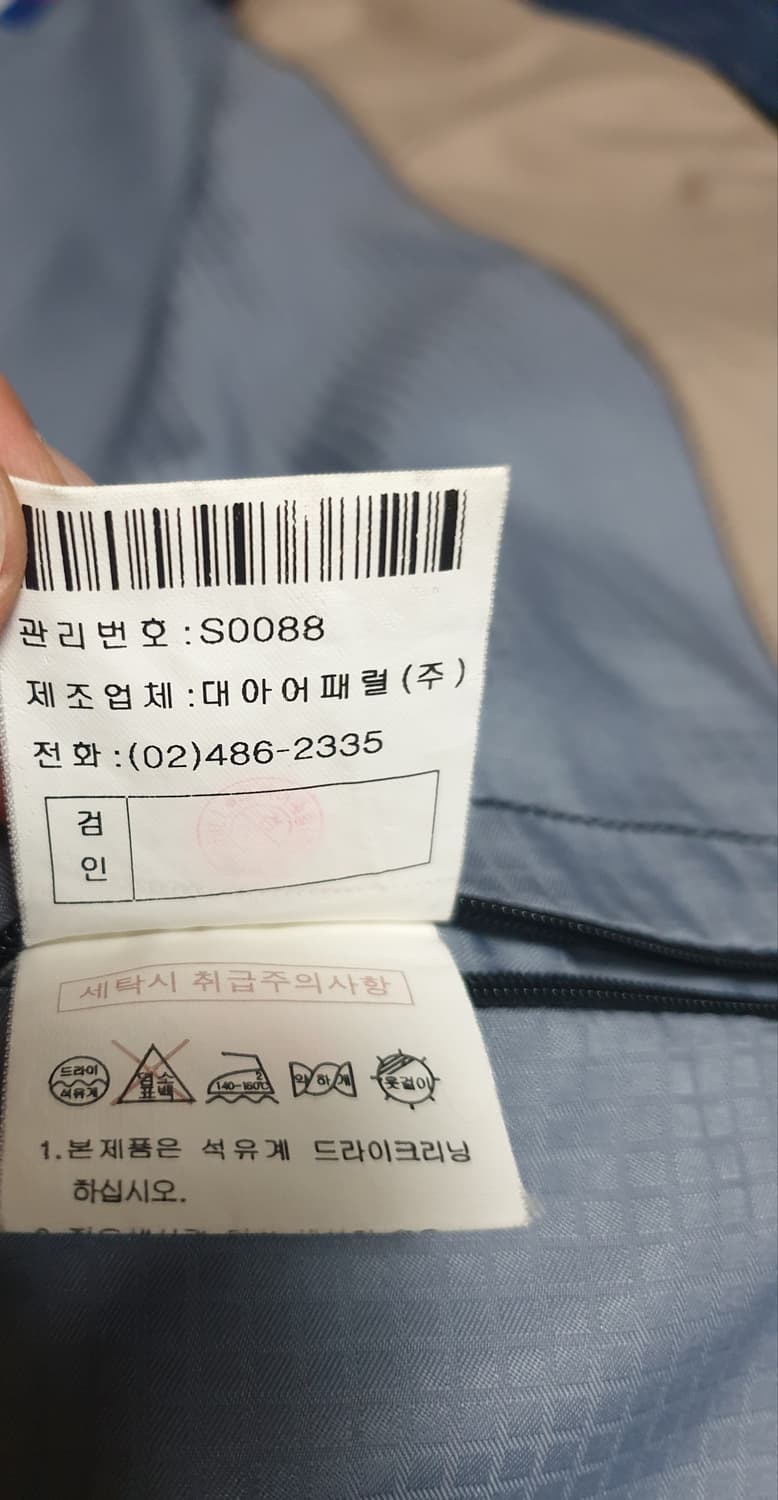 관리번호:S0088
제조업체:대아어패럴(주)
전화:(02)486-2335
검
인
세탁시 취급주의사항
드라이
석유계
염소
표백
2
140-160℃
약하게
옷걸이
1.본제품은 석유계 드라이크리닝
하십시오.